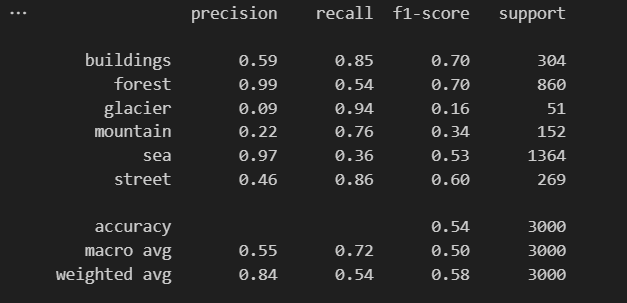 ...
precision recall f1-score support
buildings 0.59 0.85 0.70 304
forest 0.99 0.54 0.70 860
glacier 0.09 0.94 0.16 51
mountain 0.22 0.76 0.34 152
sea 0.97 0.36 0.53 1364
street 0.46 0.86 0.60 269
accuracy 0.54 3000
macro avg 0.55 0.72 0.50 3000
weighted avg 0.84 0.54 0.58 3000